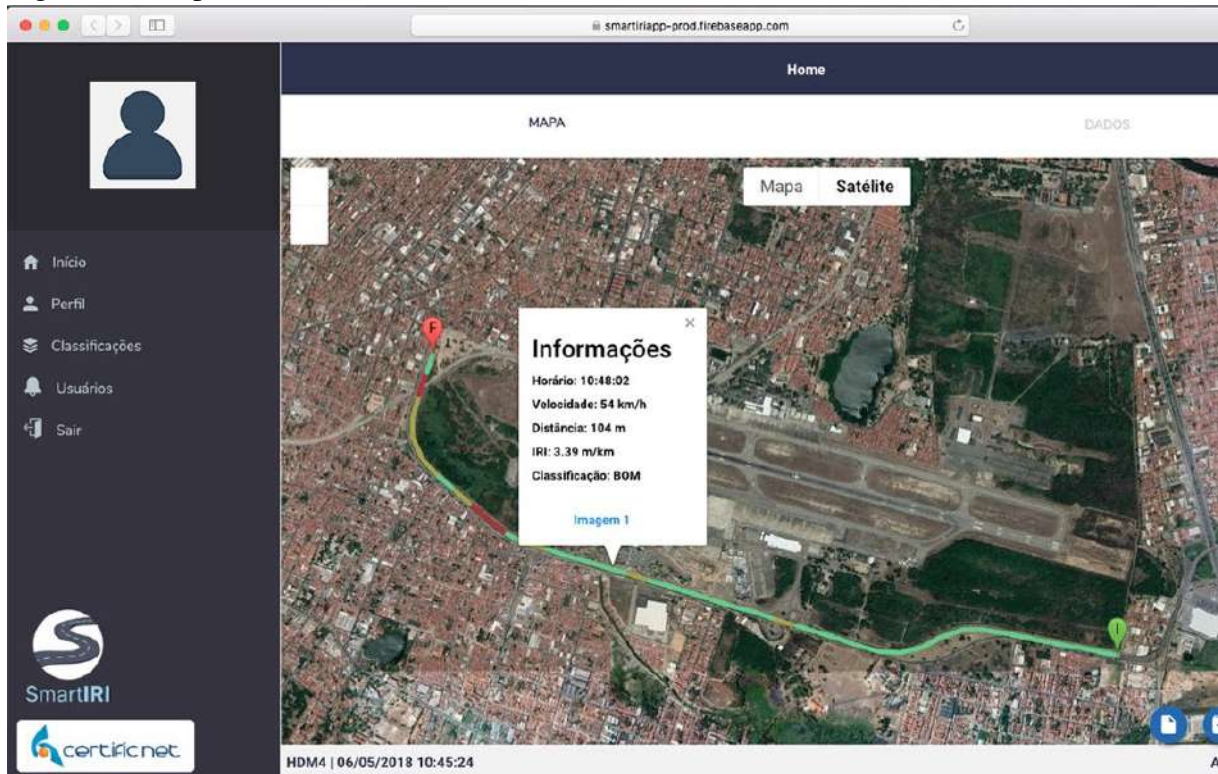 smartiriapp-prod.firebaseapp.com
Home
MAPA
DADOS
Início
Perfil
Classificações
Usuários
Sair
SmartIRI
certificnet
Mapa
Satélite
F
Informações
Horário: 10:48:02
Velocidade: 54 km/h
Distância: 104 m
IRI: 3.39 m/km
Classificação: BOM
Imagem 1
I
HDM4 | 06/05/2018 10:45:24